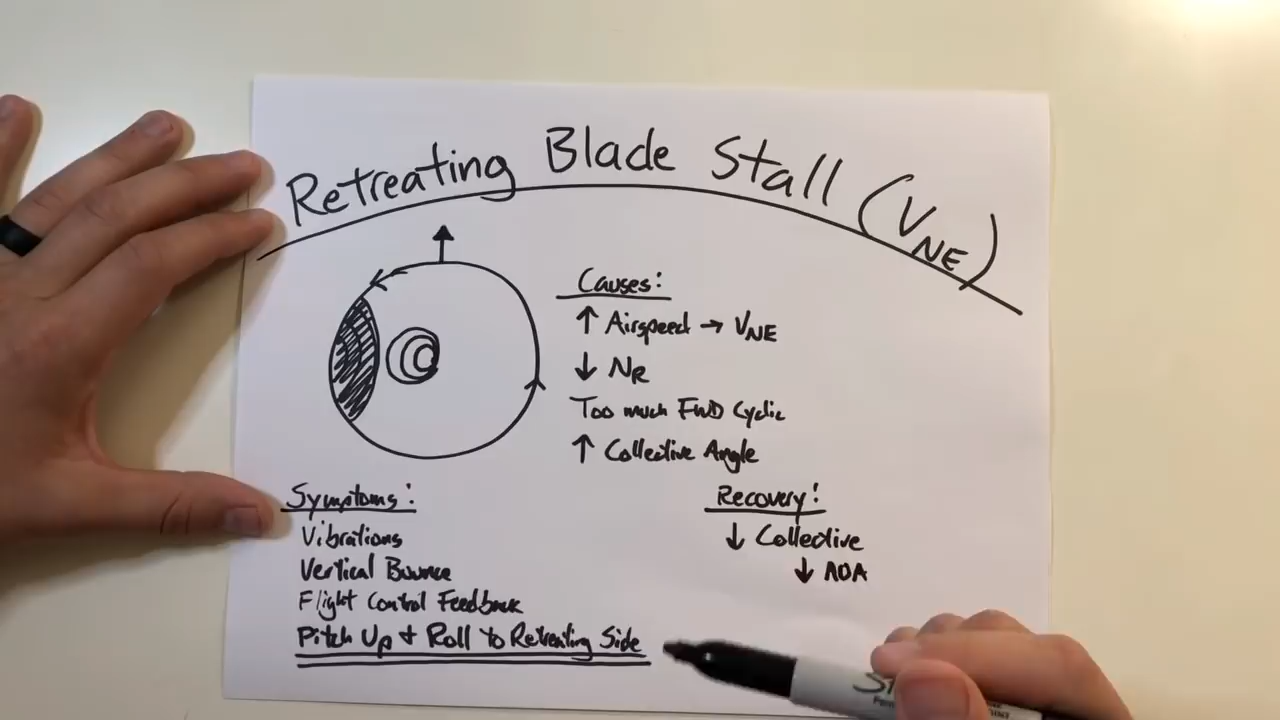 Retreating Blade Stall (VNE)
Causes:
↑ Airspeed → VNE
↓ NR
Too much FWD Cyclic
↑ Collective Angle
Symptoms:
Vibrations
Vertical Bounce
Flight Control Feedback
Pitch Up + Roll to Retreating Side
Recovery:
↓ Collective
↓ AOA